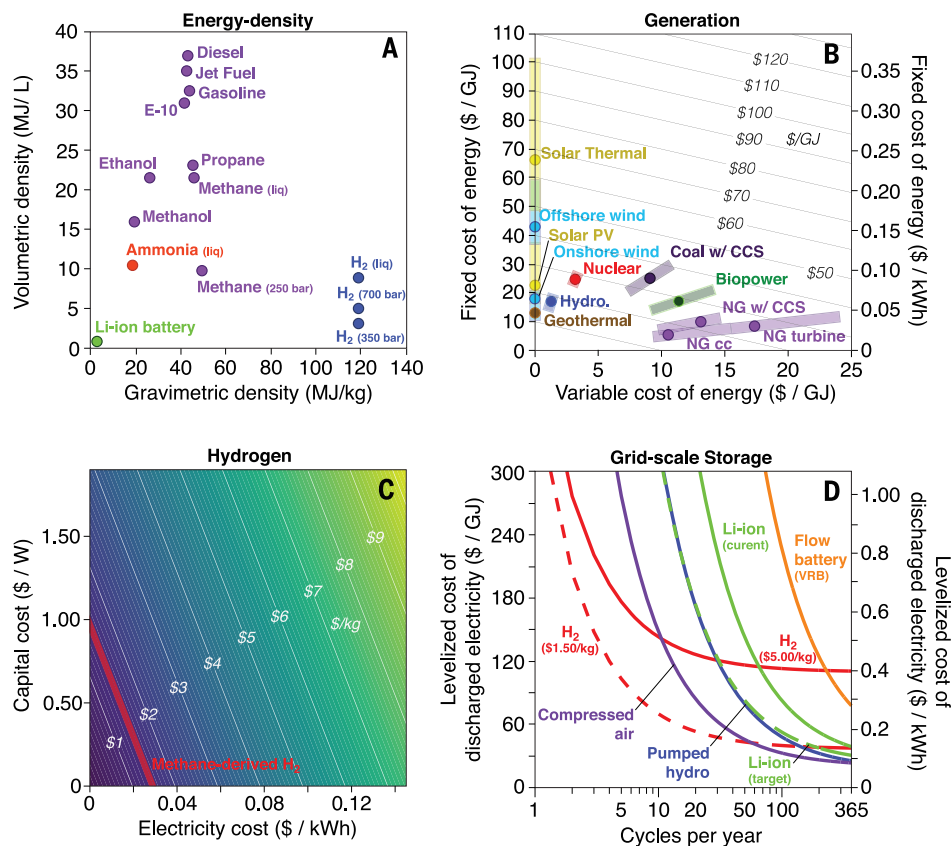 Energy-density
A
Volumetric density (MJ/ L)
40
35
30
25
20
15
10
5
0
Diesel
Jet Fuel
Gasoline
E-10
Ethanol
Propane
Methane (liq)
Methanol
Ammonia (liq)
Methane (250 bar)
H2 (liq)
H2 (700 bar)
H2 (350 bar)
Li-ion battery
0 20 40 60 80 100 120 140
Gravimetric density (MJ/kg)
Generation
B
Fixed cost of energy ($ / GJ)
110
100
90
80
70
60
50
40
30
20
10
0
$120
$110
$100
$90 $/GJ
$80
$70
$60
$50
Solar Thermal
Offshore wind
Solar PV
Onshore wind
Nuclear
Coal w/ CCS
Hydro.
Biopower
Geothermal
NG w/ CCS
NG cc
NG turbine
0.35
0.30
0.25
0.20
0.15
0.10
0.05
0.00
Fixed cost of energy ($ / kWh)
0 5 10 15 20 25
Variable cost of energy ($ / GJ)
Hydrogen
C
Capital cost ($ / W)
1.50
1.00
0.50
0
$9
$8
$7
$/kg
$6
$5
$4
$3
$2
$1
Methane-derived H2
0 0.04 0.08 0.12
Electricity cost ($ / kWh)
Grid-scale Storage
D
Levelized cost of
discharged electricity ($ / GJ)
300
270
240
210
180
150
120
90
60
30
00
Li-ion
(curent)
Flow
battery
(VRB)
H2
($1.50/kg)
H2
($5.00/kg)
Compressed
air
Pumped
hydro
Li-ion
(target)
1.00
0.8
0.6
0.4
0.2
0.0
Levelized cost of
discharged electricity ($ / kWh)
1 5 10 50 100 365
Cycles per year